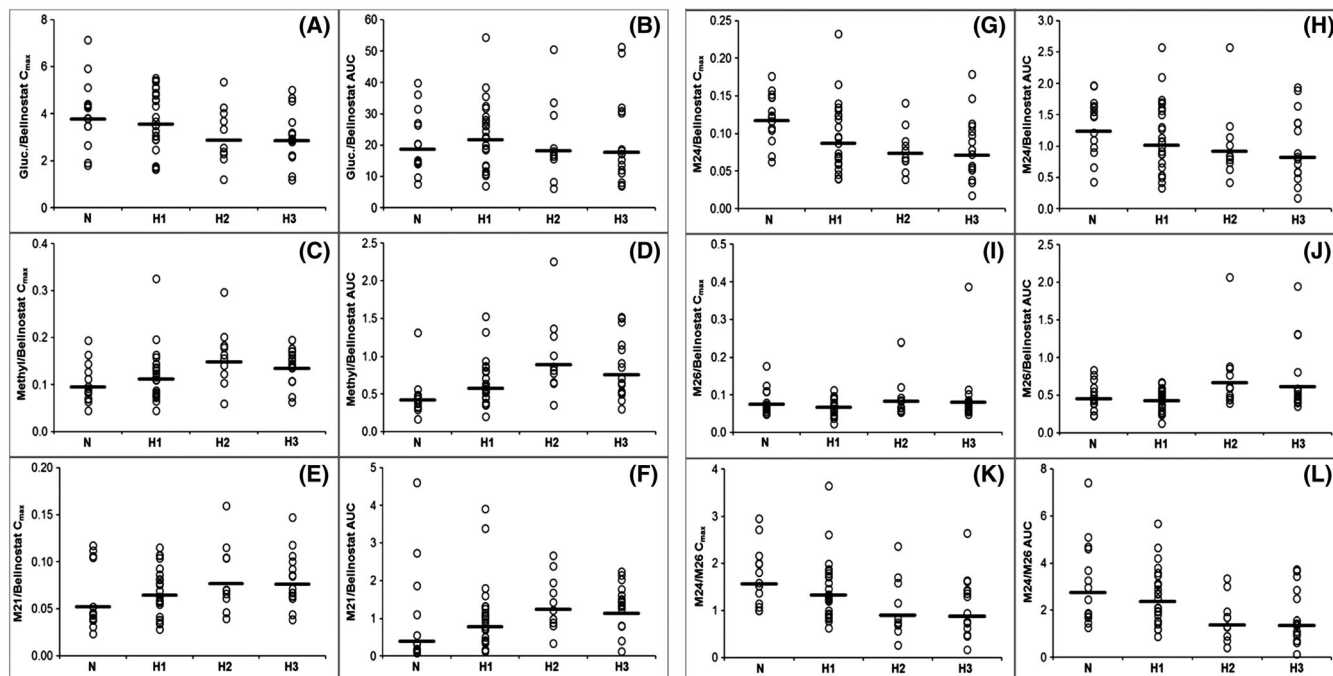 (A)
Gluc./Belinostat Cmax
8
6
4
2
0
N H1 H2 H3
(B)
Gluc./Belinostat AUC
60
50
40
30
20
10
0
N H1 H2 H3
(C)
Methyl/Belinostat Cmax
0.4
0.3
0.2
0.1
0.0
N H1 H2 H3
(D)
Methyl/Belinostat AUC
2.5
2.0
1.5
1.0
0.5
0.0
N H1 H2 H3
(E)
M21/Belinostat Cmax
0.20
0.15
0.10
0.05
0.00
N H1 H2 H3
(F)
M21/Belinostat AUC
5
4
3
2
1
0
N H1 H2 H3
(G)
M24/Belinostat Cmax
0.25
0.20
0.15
0.10
0.05
0.00
N H1 H2 H3
(H)
M24/Belinostat AUC
3.0
2.5
2.0
1.5
1.0
0.5
0.0
N H1 H2 H3
(I)
M26/Belinostat Cmax
0.5
0.4
0.3
0.2
0.1
0.0
N H1 H2 H3
(J)
M26/Belinostat AUC
2.5
2.0
1.5
1.0
0.5
0.0
N H1 H2 H3
(K)
M24/M26 Cmax
4
3
2
1
0
N H1 H2 H3
(L)
M24/M26 AUC
8
6
4
2
0
N H1 H2 H3